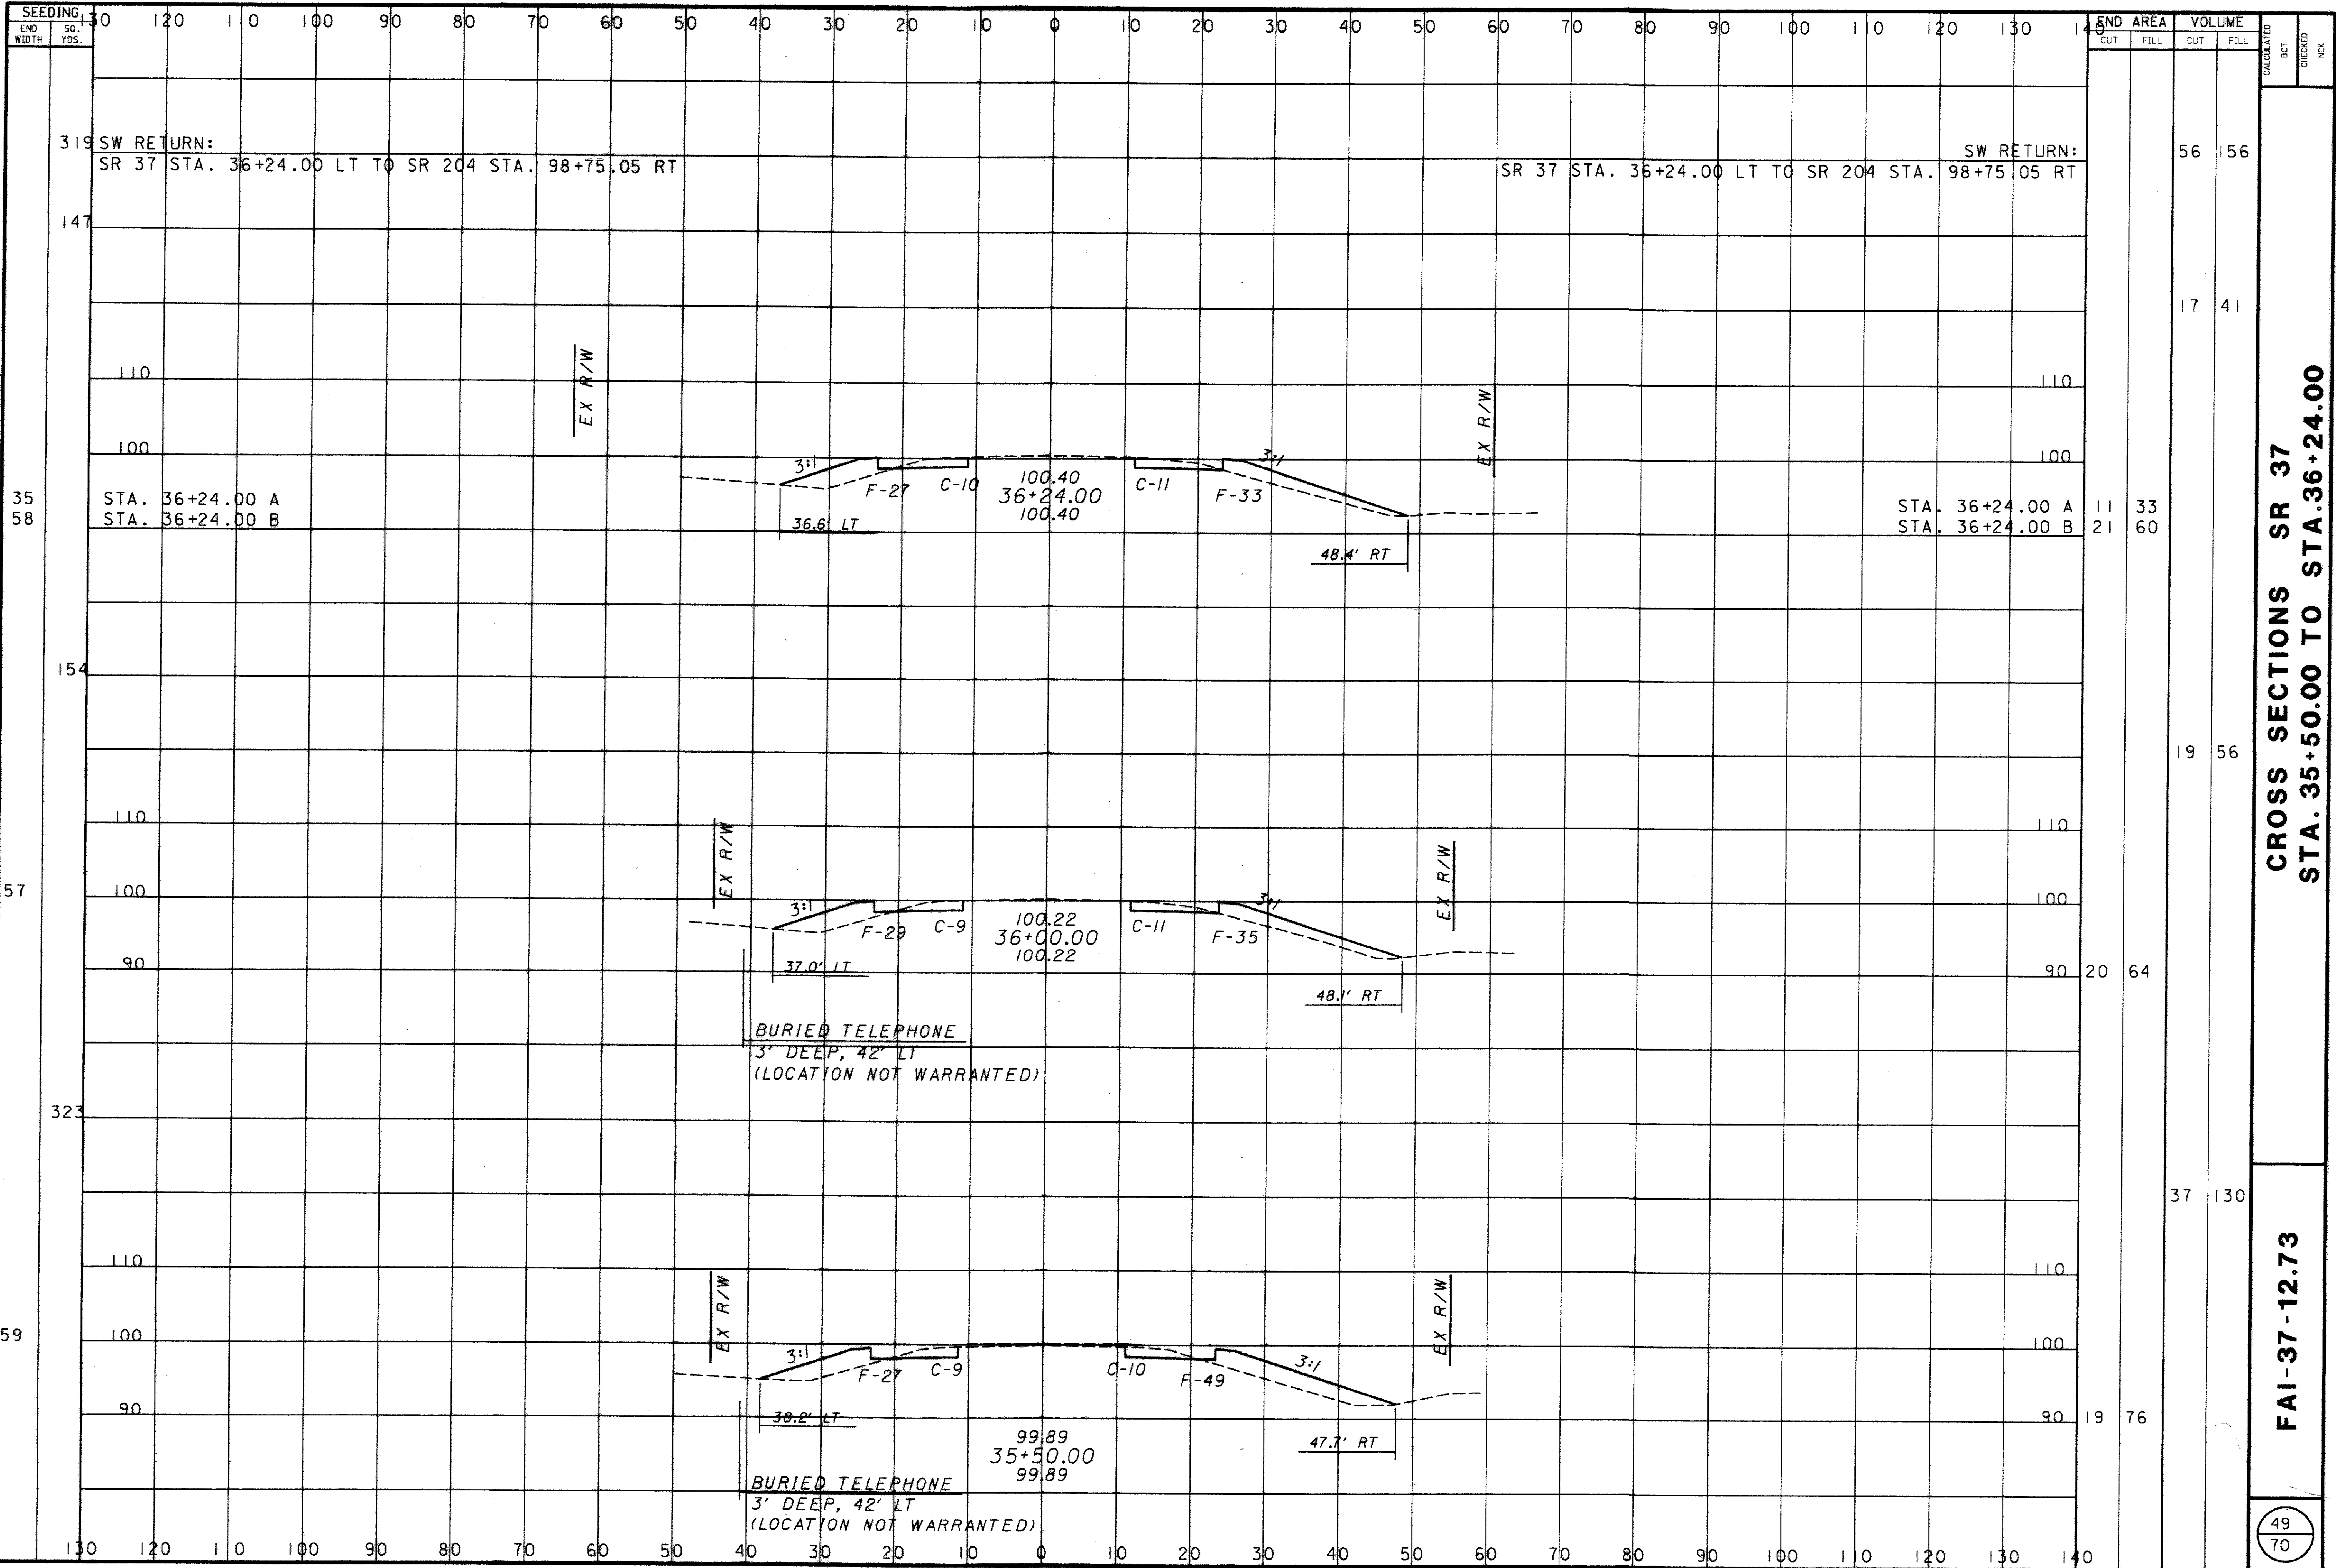 SEEDING
END WIDTH
SQ. YDS.
130 120 110 100 90 80 70 60 50 40 30 20 10 0 10 20 30 40 50 60 70 80 90 100 110 120 130 140
END AREA
VOLUME
CUT FILL CUT FILL
CALCULATED
BCT
CHECKED
NCK
319 SW RETURN:
SR 37 STA. 36+24.00 LT TO SR 204 STA. 98+75.05 RT
SW RETURN:
SR 37 STA. 36+24.00 LT TO SR 204 STA. 98+75.05 RT
56 156
147
17 41
EX R/W
110
110
EX R/W
100
100
3:1
3:1
F-27 C-10
100.40
36+24.00
100.40
C-11 F-33
35 STA. 36+24.00 A
58 STA. 36+24.00 B
STA. 36+24.00 A 11 33
STA. 36+24.00 B 21 60
36.6' LT
48.4' RT
154
19 56
110
110
EX R/W
EX R/W
57
100
100
3:1
3:1
F-29 C-9
100.22
36+00.00
100.22
C-11 F-35
90
90 20 64
37.0' LT
48.1' RT
BURIED TELEPHONE
3' DEEP, 42' LT
(LOCATION NOT WARRANTED)
323
37 130
110
110
EX R/W
EX R/W
59
100
100
3:1
3:1
F-27 C-9
C-10 F-49
90
90 19 76
38.2' LT
99.89
35+50.00
99.89
47.7' RT
BURIED TELEPHONE
3' DEEP, 42' LT
(LOCATION NOT WARRANTED)
130 120 110 100 90 80 70 60 50 40 30 20 10 0 10 20 30 40 50 60 70 80 90 100 110 120 130 140
CROSS SECTIONS SR 37
STA. 35+50.00 TO STA. 36+24.00
FAI-37-12.73
49
70